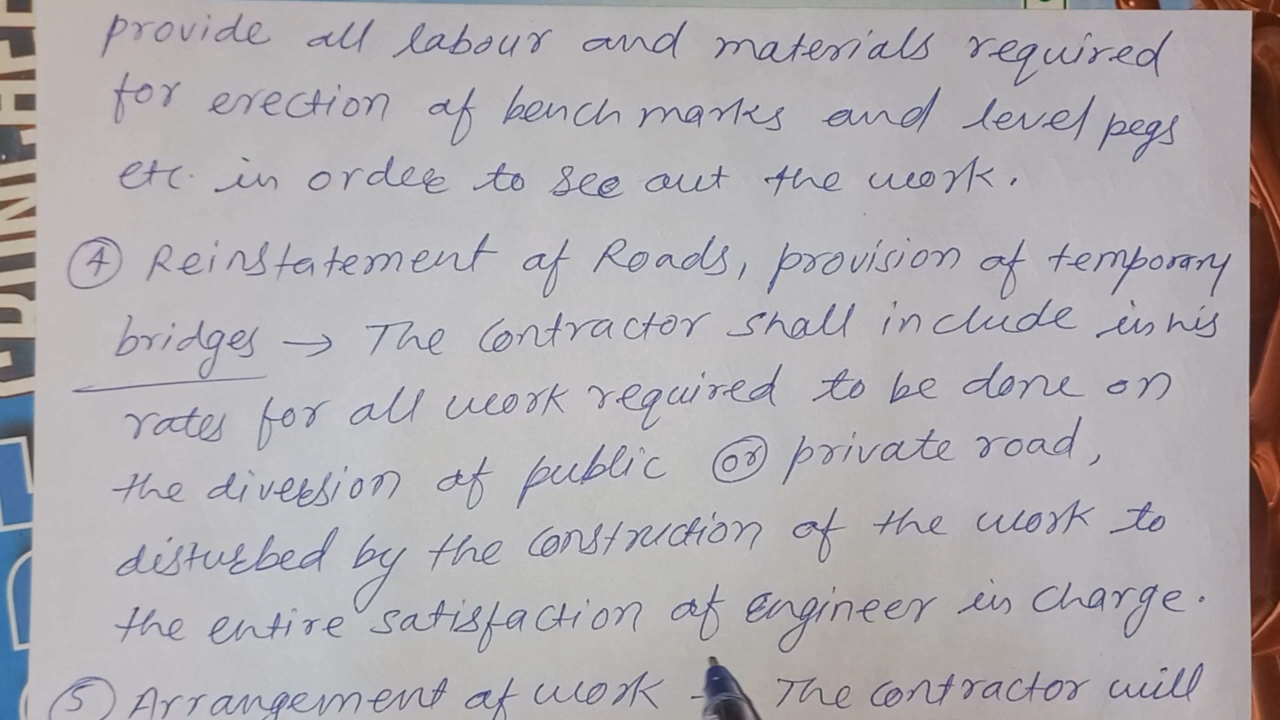 provide all labour and materials required
for erection of bench marks and level pegs
etc. in order to see out the work.
④ Reinstatement of Roads, provision of temporary
bridges → The contractor shall include in his
rates for all work required to be done on
the diversion of public (or) private road,
disturbed by the construction of the work to
the entire satisfaction of Engineer in charge.
⑤ Arrangement of work - The contractor will